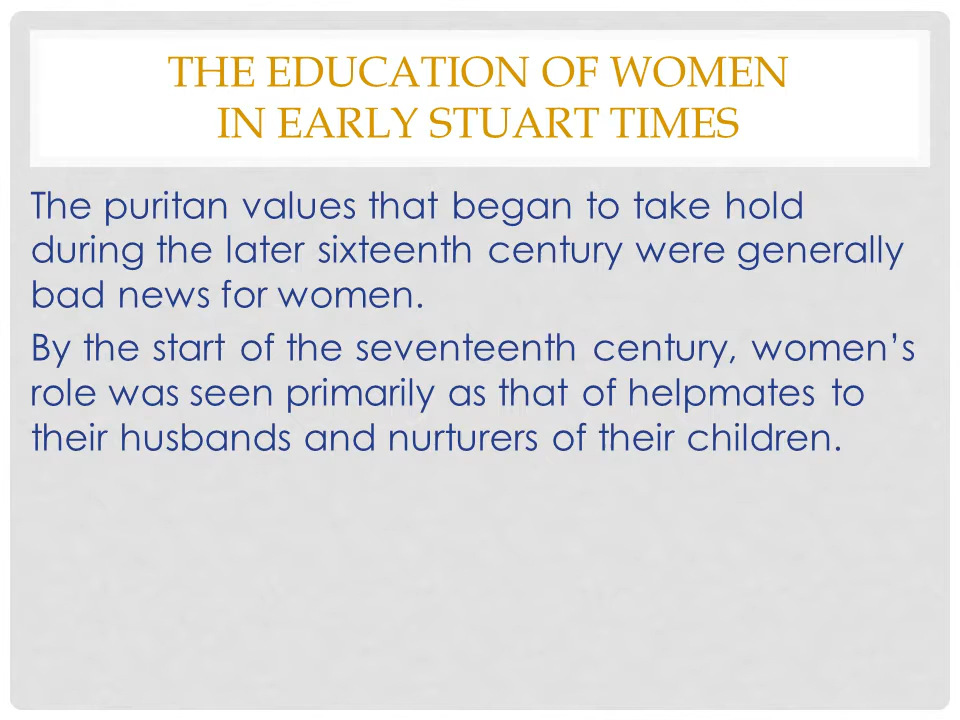 THE EDUCATION OF WOMEN
IN EARLY STUART TIMES
The puritan values that began to take hold
during the later sixteenth century were generally
bad news for women.
By the start of the seventeenth century, women’s
role was seen primarily as that of helpmates to
their husbands and nurturers of their children.